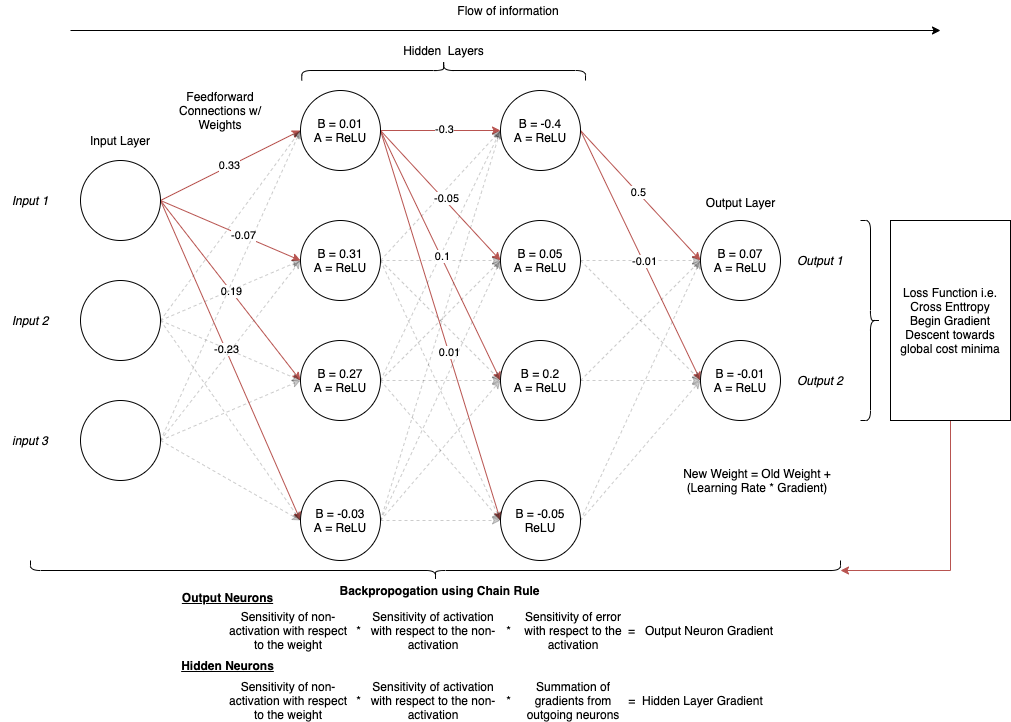 Flow of information
Hidden Layers
Feedforward
Connections w/
Weights
Input Layer
B = 0.01
A = ReLU
-0.3
B = -0.4
A = ReLU
0.33
Input 1
-0.05
0.5
Output Layer
-0.07
B = 0.31
A = ReLU
0.1
B = 0.05
A = ReLU
-0.01
B = 0.07
A = ReLU
Output 1
0.19
Input 2
-0.23
0.01
Loss Function i.e.
Cross Enttropy
Begin Gradient
Descent towards
global cost minima
B = 0.27
A = ReLU
B = 0.2
A = ReLU
B = -0.01
A = ReLU
Output 2
input 3
New Weight = Old Weight +
(Learning Rate * Gradient)
B = -0.03
A = ReLU
B = -0.05
ReLU
Backpropogation using Chain Rule
Output Neurons
Sensitivity of non-
activation with respect
to the weight
*
Sensitivity of activation
with respect to the non-
activation
*
Sensitivity of error
with respect to the
activation
= Output Neuron Gradient
Hidden Neurons
Sensitivity of non-
activation with respect
to the weight
*
Sensitivity of activation
with respect to the non-
activation
*
Summation of
gradients from
outgoing neurons
= Hidden Layer Gradient